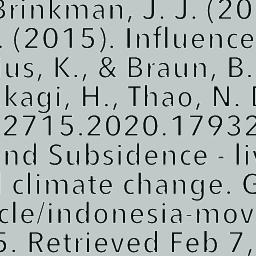 Brinkman, J. J. (20
. (2015). Influence
ius, K., & Braun, B.
kagi, H., Thao, N. D
2715.2020.17932
nd Subsidence - liv
climate change. G
cle/indonesia-mov
5. Retrieved Feb 7,